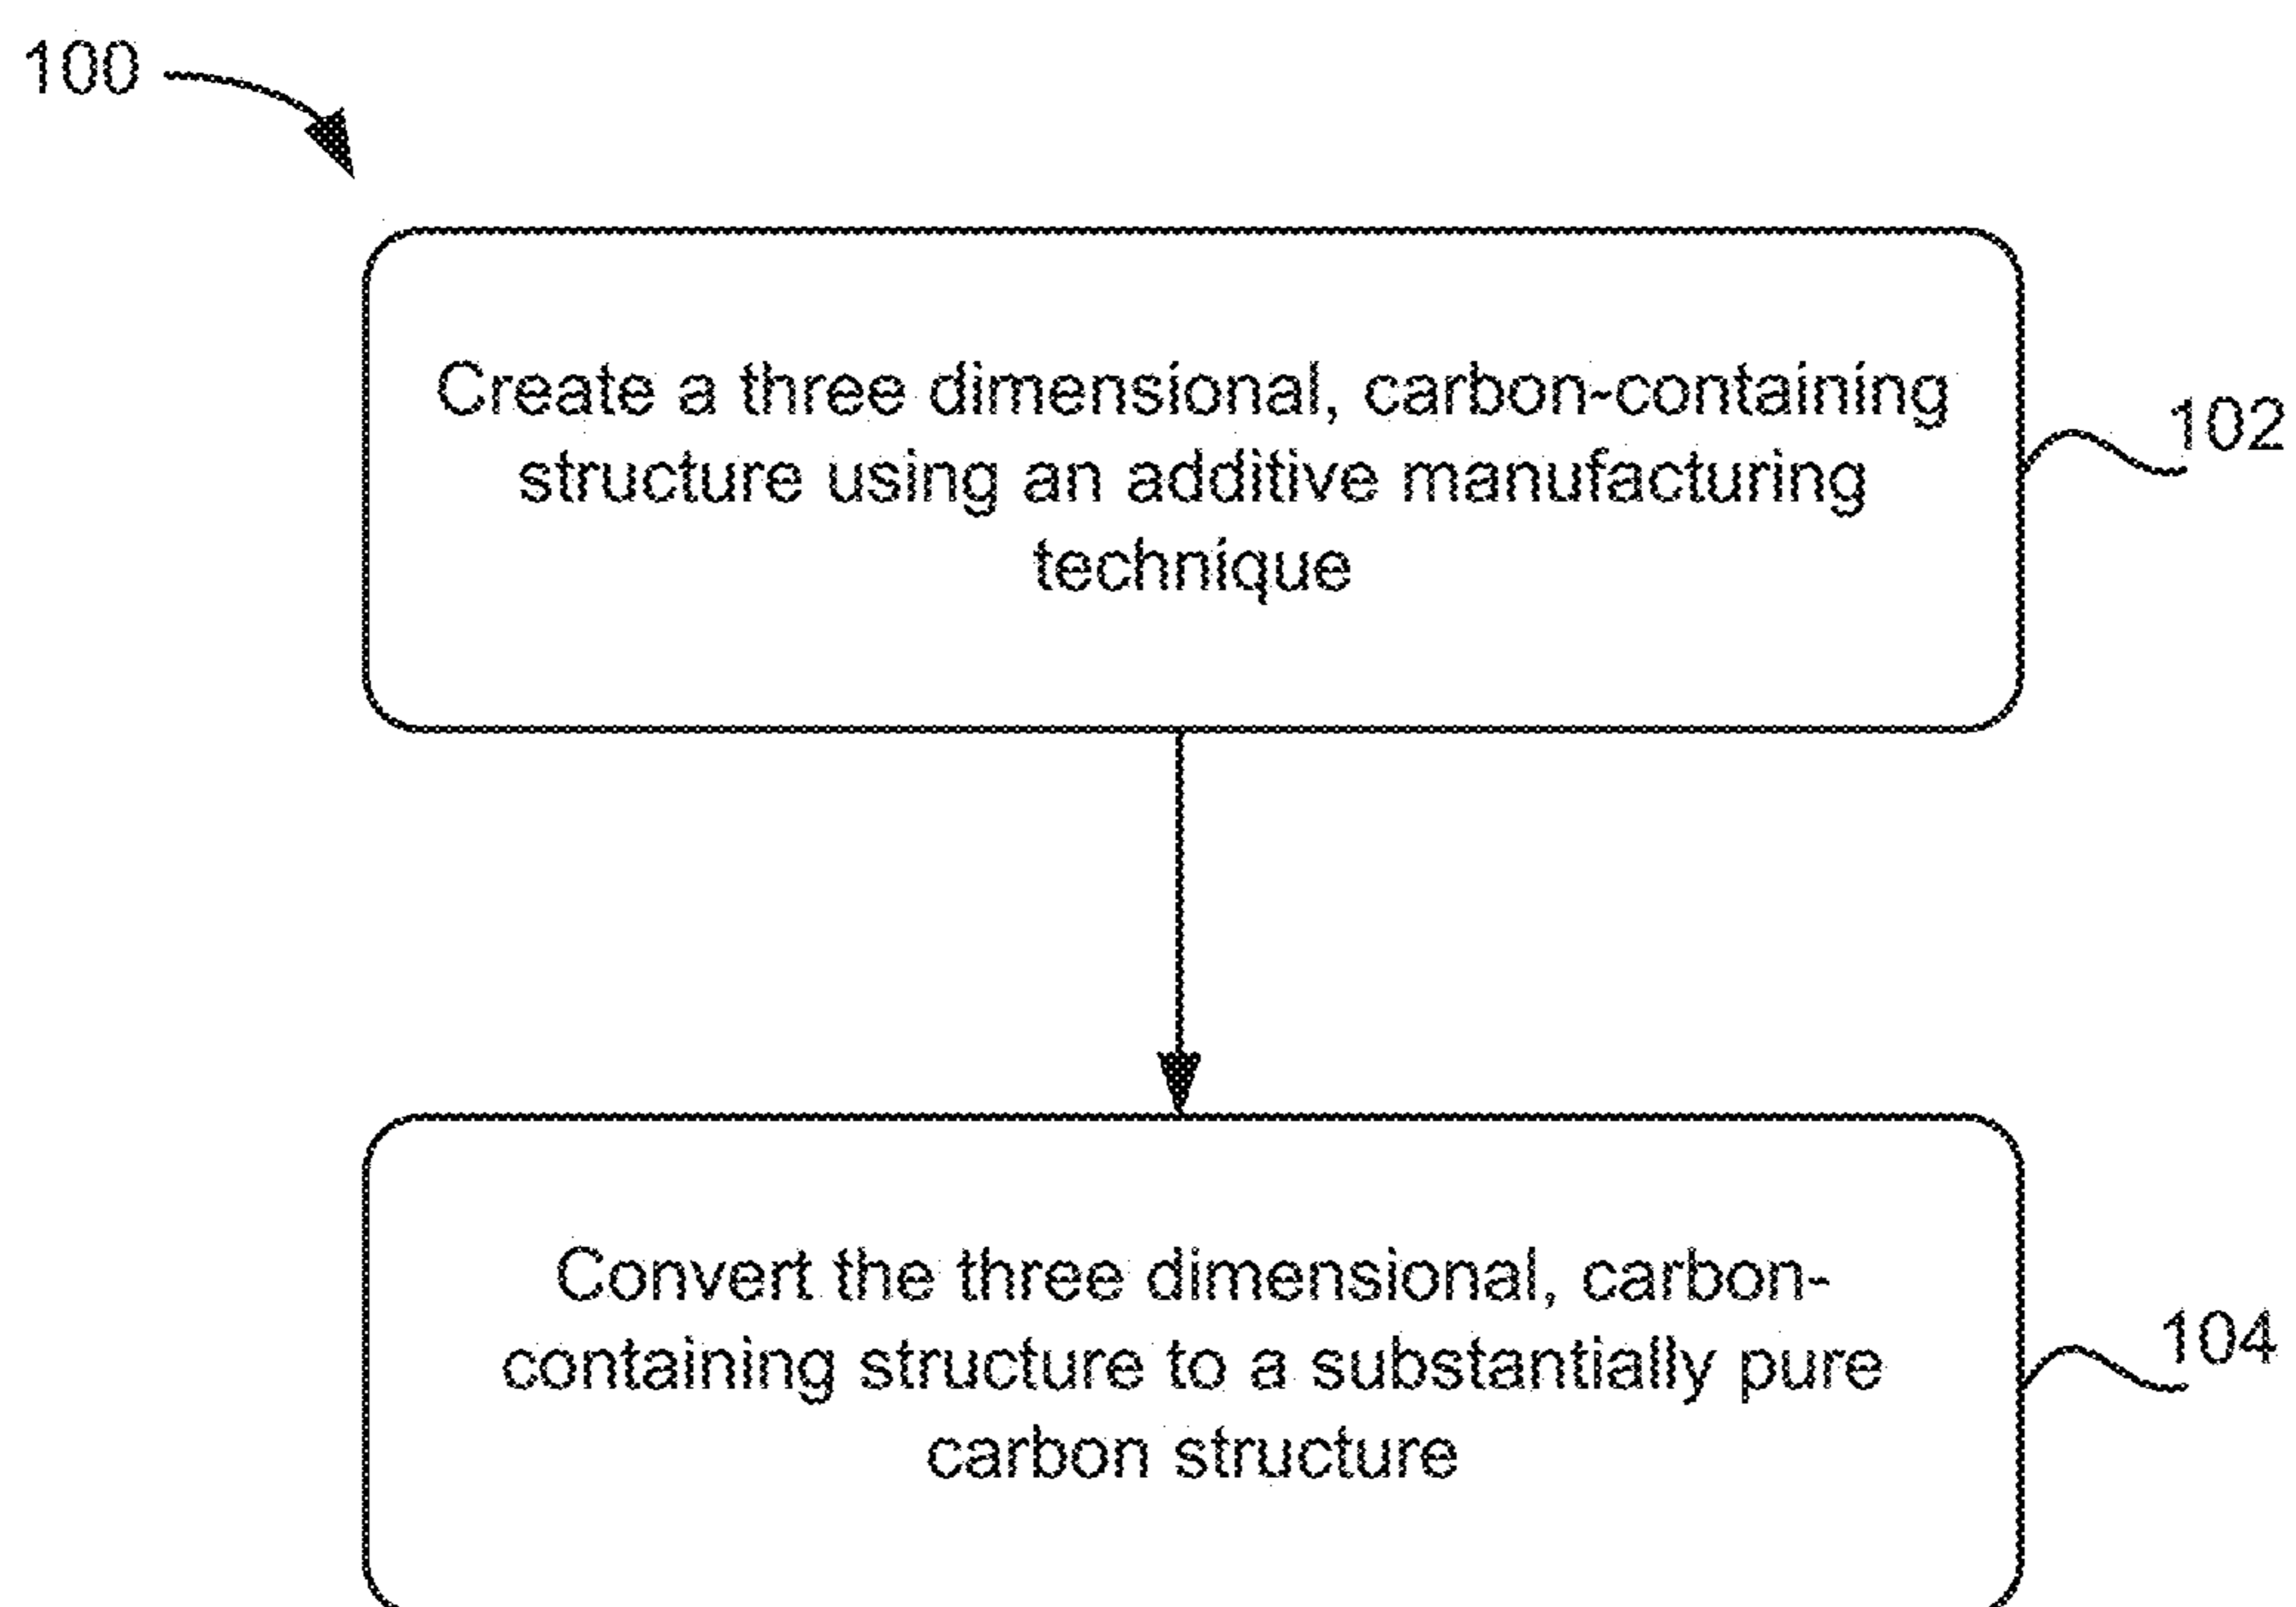 100
Create a three dimensional, carbon-containing
structure using an additive manufacturing
technique
102
Convert the three dimensional, carbon-
containing structure to a substantially pure
carbon structure
104